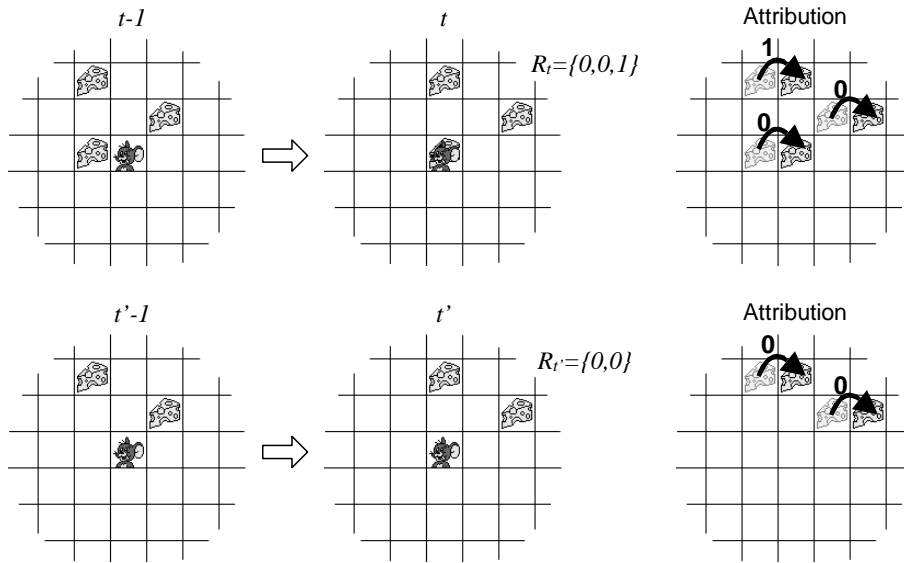 t-1
t
Attribution
R_t={0,0,1}
1
0
0
t'-1
t'
Attribution
R_t'={0,0}
0
0